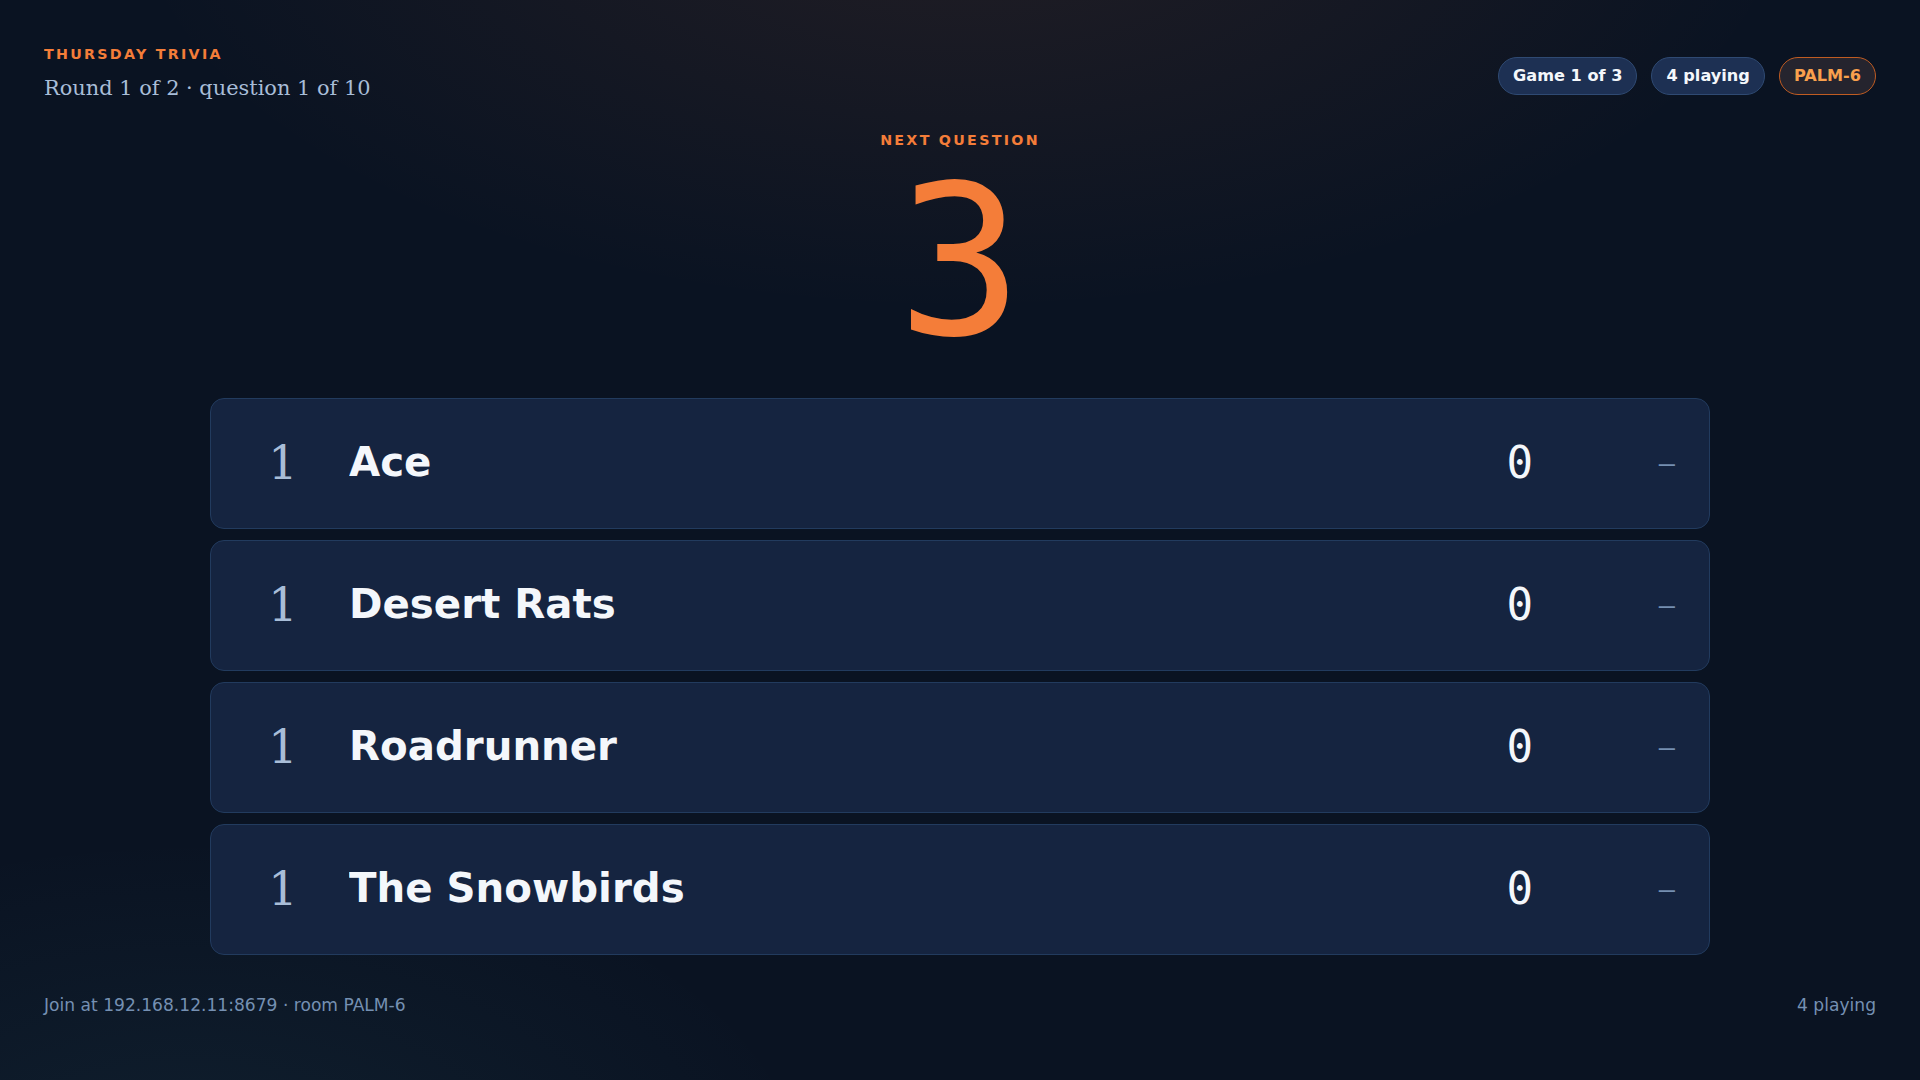 THURSDAY TRIVIA
Round 1 of 2 · question 1 of 10
Game 1 of 3
4 playing
PALM-6
NEXT QUESTION
3
1 Ace 0 –
1 Desert Rats 0 –
1 Roadrunner 0 –
1 The Snowbirds 0 –
Join at 192.168.12.11:8679 · room PALM-6
4 playing